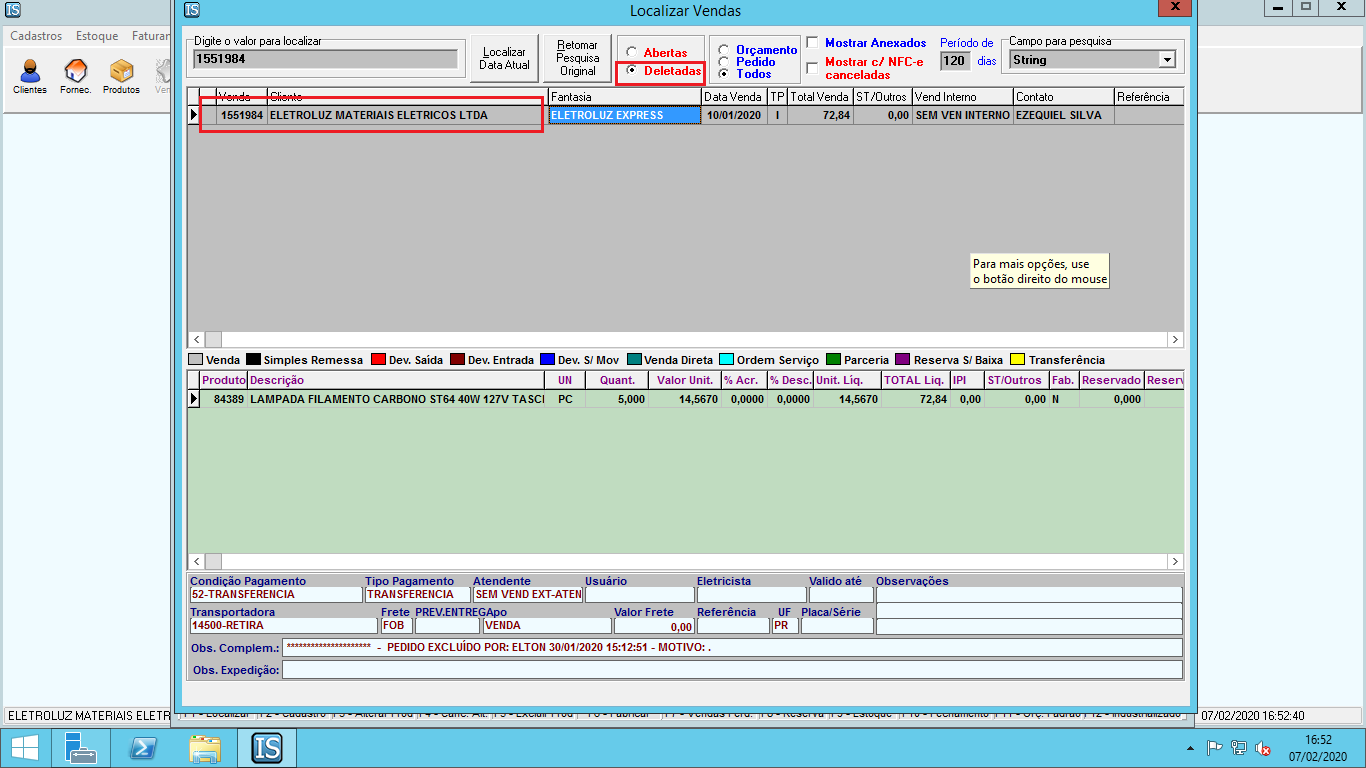 Localizar Vendas
X
X
Cadastros Estoque Faturar
Clientes Fornec. Produtos
Digite o valor para localizar
1551984
Localizar
Data Atual
Retomar
Pesquisa
Original
Abertas
Deletadas
Orçamento
Pedido
Todos
Mostrar Anexados
Mostrar c/ NFC-e
canceladas
Período de
120 dias
Campo para pesquisa
String
Venda Cliente Fantasia Data Venda TP Total Venda ST/Outros Vend Interno Contato Referência
1551984 ELETROLUZ MATERIAIS ELETRICOS LTDA ELETROLUZ EXPRESS 10/01/2020 I 72,84 0,00 SEM VEN INTERNO EZEQUIEL SILVA
Para mais opções, use
o botão direito do mouse
Venda Simples Remessa Dev. Saída Dev. Entrada Dev. S/ Mov Venda Direta Ordem Serviço Parceria Reserva S/ Baixa Transferência
Produto Descrição UN Quant. Valor Unit. % Acr. % Desc. Unit. Líq. TOTAL Liq. IPI ST/Outros Fab. Reservado Reserv
84389 LAMPADA FILAMENTO CARBONO ST64 40W 127V TASCI PC 5,000 14,5670 0,0000 0,0000 14,5670 72,84 0,00 0,00 N 0,000
Condição Pagamento Tipo Pagamento Atendente Usuário Eletricista Valido até Observações
52-TRANSFERENCIA TRANSFERENCIA SEM VEND EXT-ATEN
Transportadora Frete PREV.ENTREGA Apo Valor Frete Referência UF Placa/Série
14500-RETIRA FOB VENDA 0,00 PR
Obs. Complem.: ********************* - PEDIDO EXCLUÍDO POR: ELTON 30/01/2020 15:12:51 - MOTIVO: .
Obs. Expedição:
ELETROLUZ MATERIAIS ELETR F1 - Localizar F2 - Cadastro F3 - Alterar Prod F4 - Canc. Alt. F5 - Excluir Prod F6 - Fabricar F7 - Vendas Perd. F8 - Reserva F9 - Estoque F10 - Fechamento F11 - Orç. Padrão F12 - Industrializado 07/02/2020 16:52:40
IS
16:52
07/02/2020